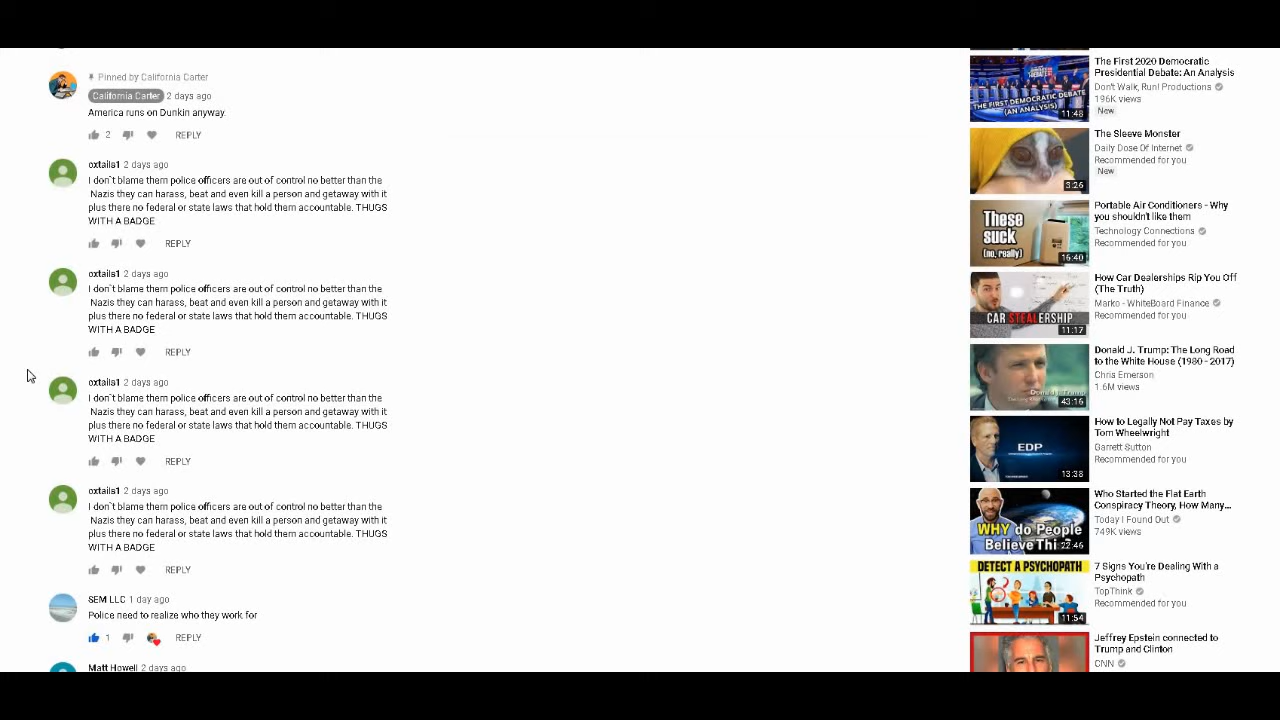 Pinned by California Carter
California Carter 2 days ago
America runs on Dunkin anyway.
2 REPLY
oxtails1 2 days ago
I don`t blame them police officers are out of control no better than the
Nazis they can harass, beat and even kill a person and getaway with it
plus there no federal or state laws that hold them accountable. THUGS
WITH A BADGE
REPLY
oxtails1 2 days ago
I don`t blame them police officers are out of control no better than the
Nazis they can harass, beat and even kill a person and getaway with it
plus there no federal or state laws that hold them accountable. THUGS
WITH A BADGE
REPLY
oxtails1 2 days ago
I don`t blame them police officers are out of control no better than the
Nazis they can harass, beat and even kill a person and getaway with it
plus there no federal or state laws that hold them accountable. THUGS
WITH A BADGE
REPLY
oxtails1 2 days ago
I don`t blame them police officers are out of control no better than the
Nazis they can harass, beat and even kill a person and getaway with it
plus there no federal or state laws that hold them accountable. THUGS
WITH A BADGE
REPLY
SEM LLC 1 day ago
Police need to realize who they work for
1 REPLY
Matt Howell 2 days ago
THE FIRST DEMOCRATIC DEBATE
(AN ANALYSIS)
11:48
The First 2020 Democratic
Presidential Debate: An Analysis
Don't Walk, Run! Productions
196K views
New
3:26
The Sleeve Monster
Daily Dose Of Internet
Recommended for you
New
These
suck
(no, really)
16:40
Portable Air Conditioners - Why
you shouldn't like them
Technology Connections
Recommended for you
CAR STEALERSHIP
11:17
How Car Dealerships Rip You Off
(The Truth)
Marko - WhiteBoard Finance
Recommended for you
Donald J. Trump
43:16
Donald J. Trump: The Long Road
to the White House (1980 - 2017)
Chris Emerson
1.6M views
EDP
13:38
How to Legally Not Pay Taxes by
Tom Wheelwright
Garrett Sutton
Recommended for you
WHY do People
Believe Thi
22:46
Who Started the Flat Earth
Conspiracy Theory, How Many...
Today I Found Out
749K views
DETECT A PSYCHOPATH
11:54
7 Signs You're Dealing With a
Psychopath
TopThink
Recommended for you
Jeffrey Epstein connected to
Trump and Clinton
CNN